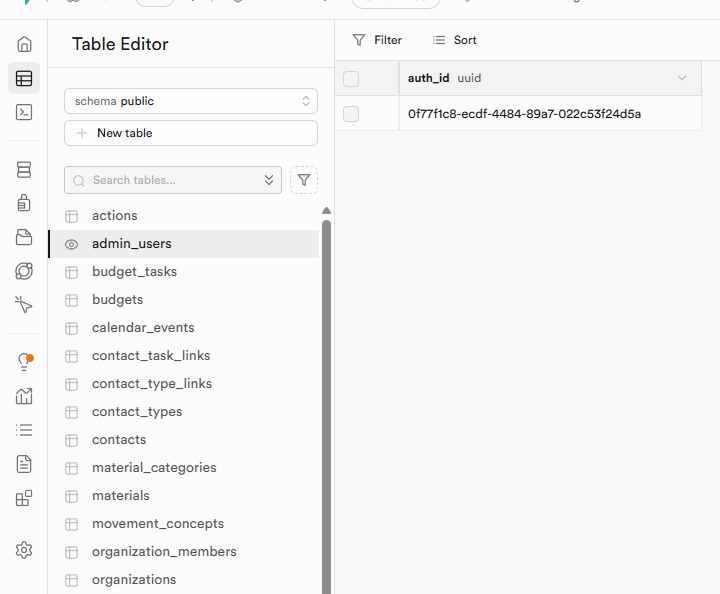 Table Editor
schema public
New table
Search tables...
actions
admin_users
budget_tasks
budgets
calendar_events
contact_task_links
contact_type_links
contact_types
contacts
material_categories
materials
movement_concepts
organization_members
organizations
Filter
Sort
auth_id uuid
0f77f1c8-ecdf-4484-89a7-022c53f24d5a